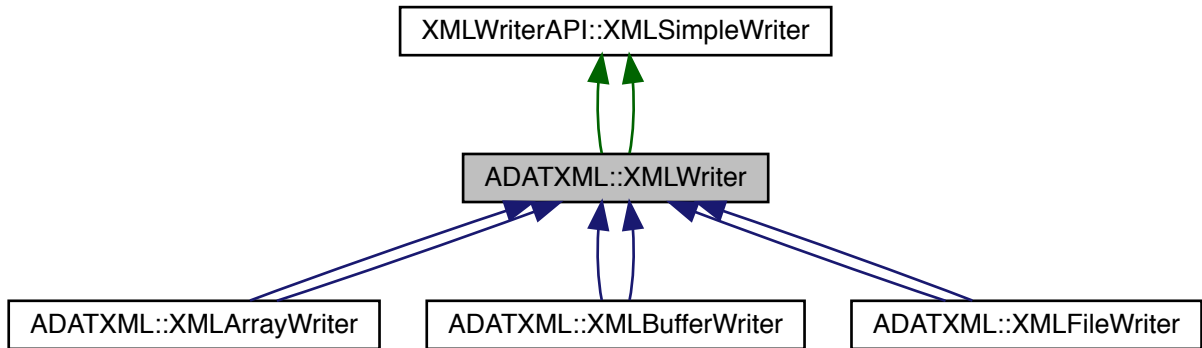 XMLWriterAPI::XMLSimpleWriter
ADATXML::XMLWriter
ADATXML::XMLArrayWriter
ADATXML::XMLBufferWriter
ADATXML::XMLFileWriter